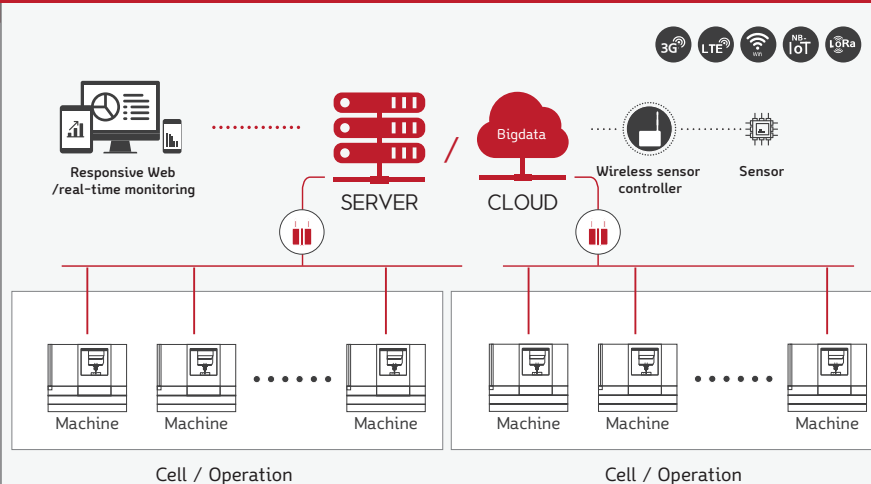 3G
LTE
Wifi
NB-
IoT
LoRa
Bigdata
Responsive Web
/real-time monitoring
SERVER
/
CLOUD
Wireless sensor
controller
Sensor
Machine
Machine
Machine
Machine
Machine
Machine
Cell / Operation
Cell / Operation